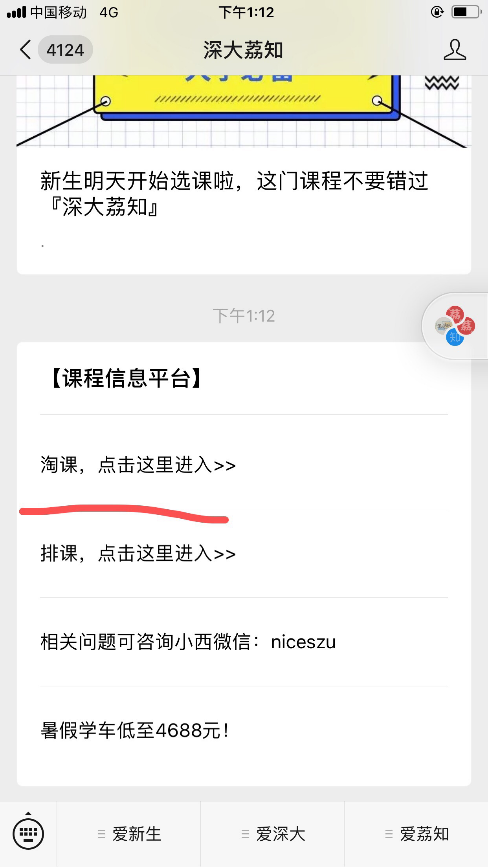 中国移动 4G 下午1:12
4124 深大荔知
新生明天开始选课啦，这门课程不要错过
『深大荔知』
.
下午1:12
荔
荔
知
【课程信息平台】
淘课，点击这里进入>>
排课，点击这里进入>>
相关问题可咨询小西微信：niceszu
暑假学车低至4688元！
爱新生 爱深大 爱荔知